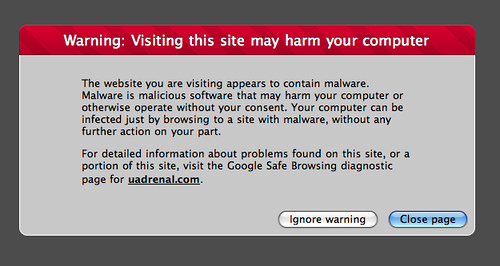 Warning: Visiting this site may harm your computer
The website you are visiting appears to contain malware.
Malware is malicious software that may harm your computer or
otherwise operate without your consent. Your computer can be
infected just by browsing to a site with malware, without any
further action on your part.
For detailed information about problems found on this site, or a
portion of this site, visit the Google Safe Browsing diagnostic
page for uadrenal.com.
Ignore warning
Close page